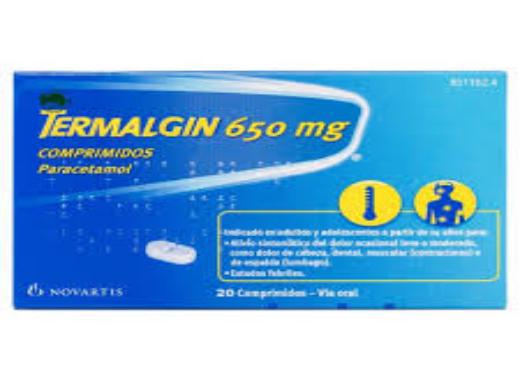 TERMALGIN 650 mg
COMPRIMIDOS
Paracetamol
Indicado en adultos y adolescentes a partir de 14 años para:
• Alivio sintomático del dolor ocasional leve o moderado,
como dolor de cabeza, dental, muscular (contracturas) o
de espalda (lumbago).
• Estados febriles.
NOVARTIS
20 Comprimidos – Vía oral